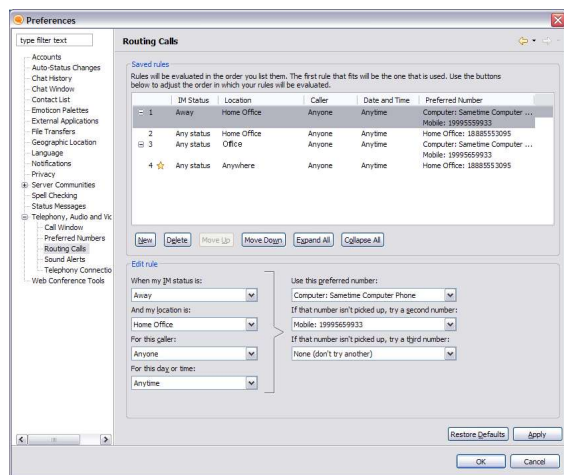 Preferences
type filter text
Accounts
Auto-Status Changes
Chat History
Chat Window
Contact List
Emoticon Palettes
External Applications
File Transfers
Geographic Location
Language
Notifications
Privacy
Server Communities
Spell Checking
Status Messages
Telephony, Audio and Vic
Call Window
Preferred Numbers
Routing Calls
Sound Alerts
Telephony Connectio
Web Conference Tools
Routing Calls
Saved rules
Rules will be evaluated in the order you list them. The first rule that fits will be the one that is used. Use the buttons
below to adjust the order in which your rules will be evaluated.
IM Status Location Caller Date and Time Preferred Number
1 Away Home Office Anyone Anytime Computer: Sametime Computer ...
Mobile: 19995559933
2 Any status Home Office Anyone Anytime Home Office: 18885553095
3 Any status Office Anyone Anytime Computer: Sametime Computer ...
Mobile: 19995659933
4 Any status Anywhere Anyone Anytime Home Office: 18885553095
New Delete Move Up Move Down Expand All Collapse All
Edit rule
When my IM status is:
Away
And my location is:
Home Office
For this caller:
Anyone
For this day or time:
Anytime
Use this preferred number:
Computer: Sametime Computer Phone
If that number isn't picked up, try a second number:
Mobile: 19995659933
If that number isn't picked up, try a third number:
None (don't try another)
Restore Defaults Apply
OK Cancel